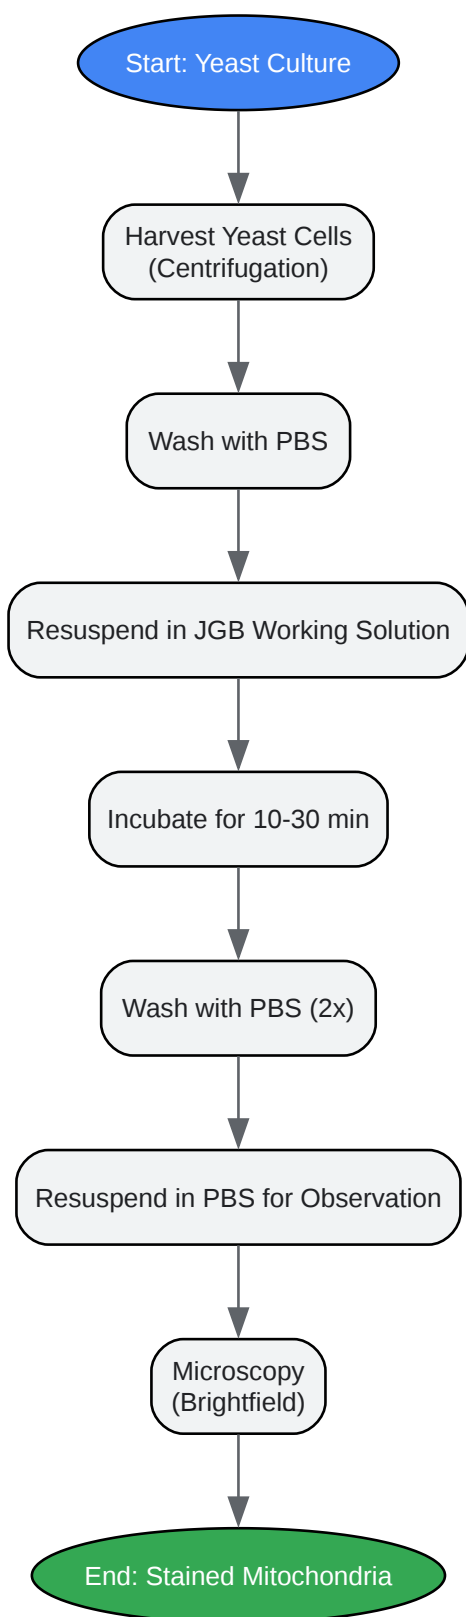 Start: Yeast Culture
Harvest Yeast Cells
(Centrifugation)
Wash with PBS
Resuspend in JGB Working Solution
Incubate for 10-30 min
Wash with PBS (2x)
Resuspend in PBS for Observation
Microscopy
(Brightfield)
End: Stained Mitochondria